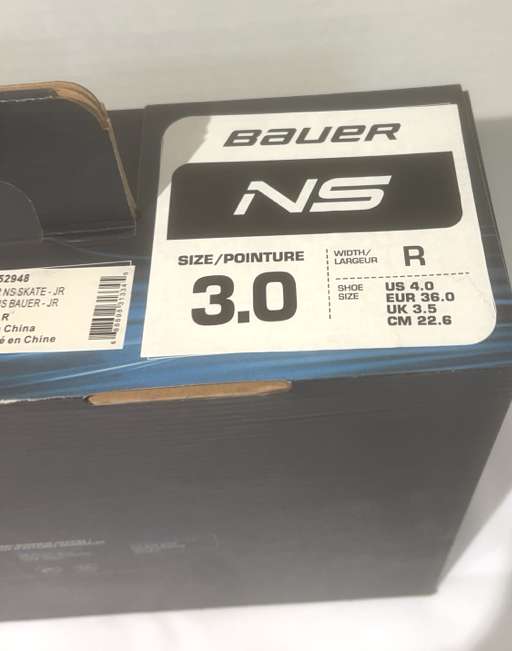 BAUER
NS
SIZE/POINTURE
3.0
WIDTH/
LARGEUR
R
SHOE
SIZE
US 4.0
EUR 36.0
UK 3.5
CM 22.6
52948
NS SKATE - JR
BAUER - JR
R
China
en Chine